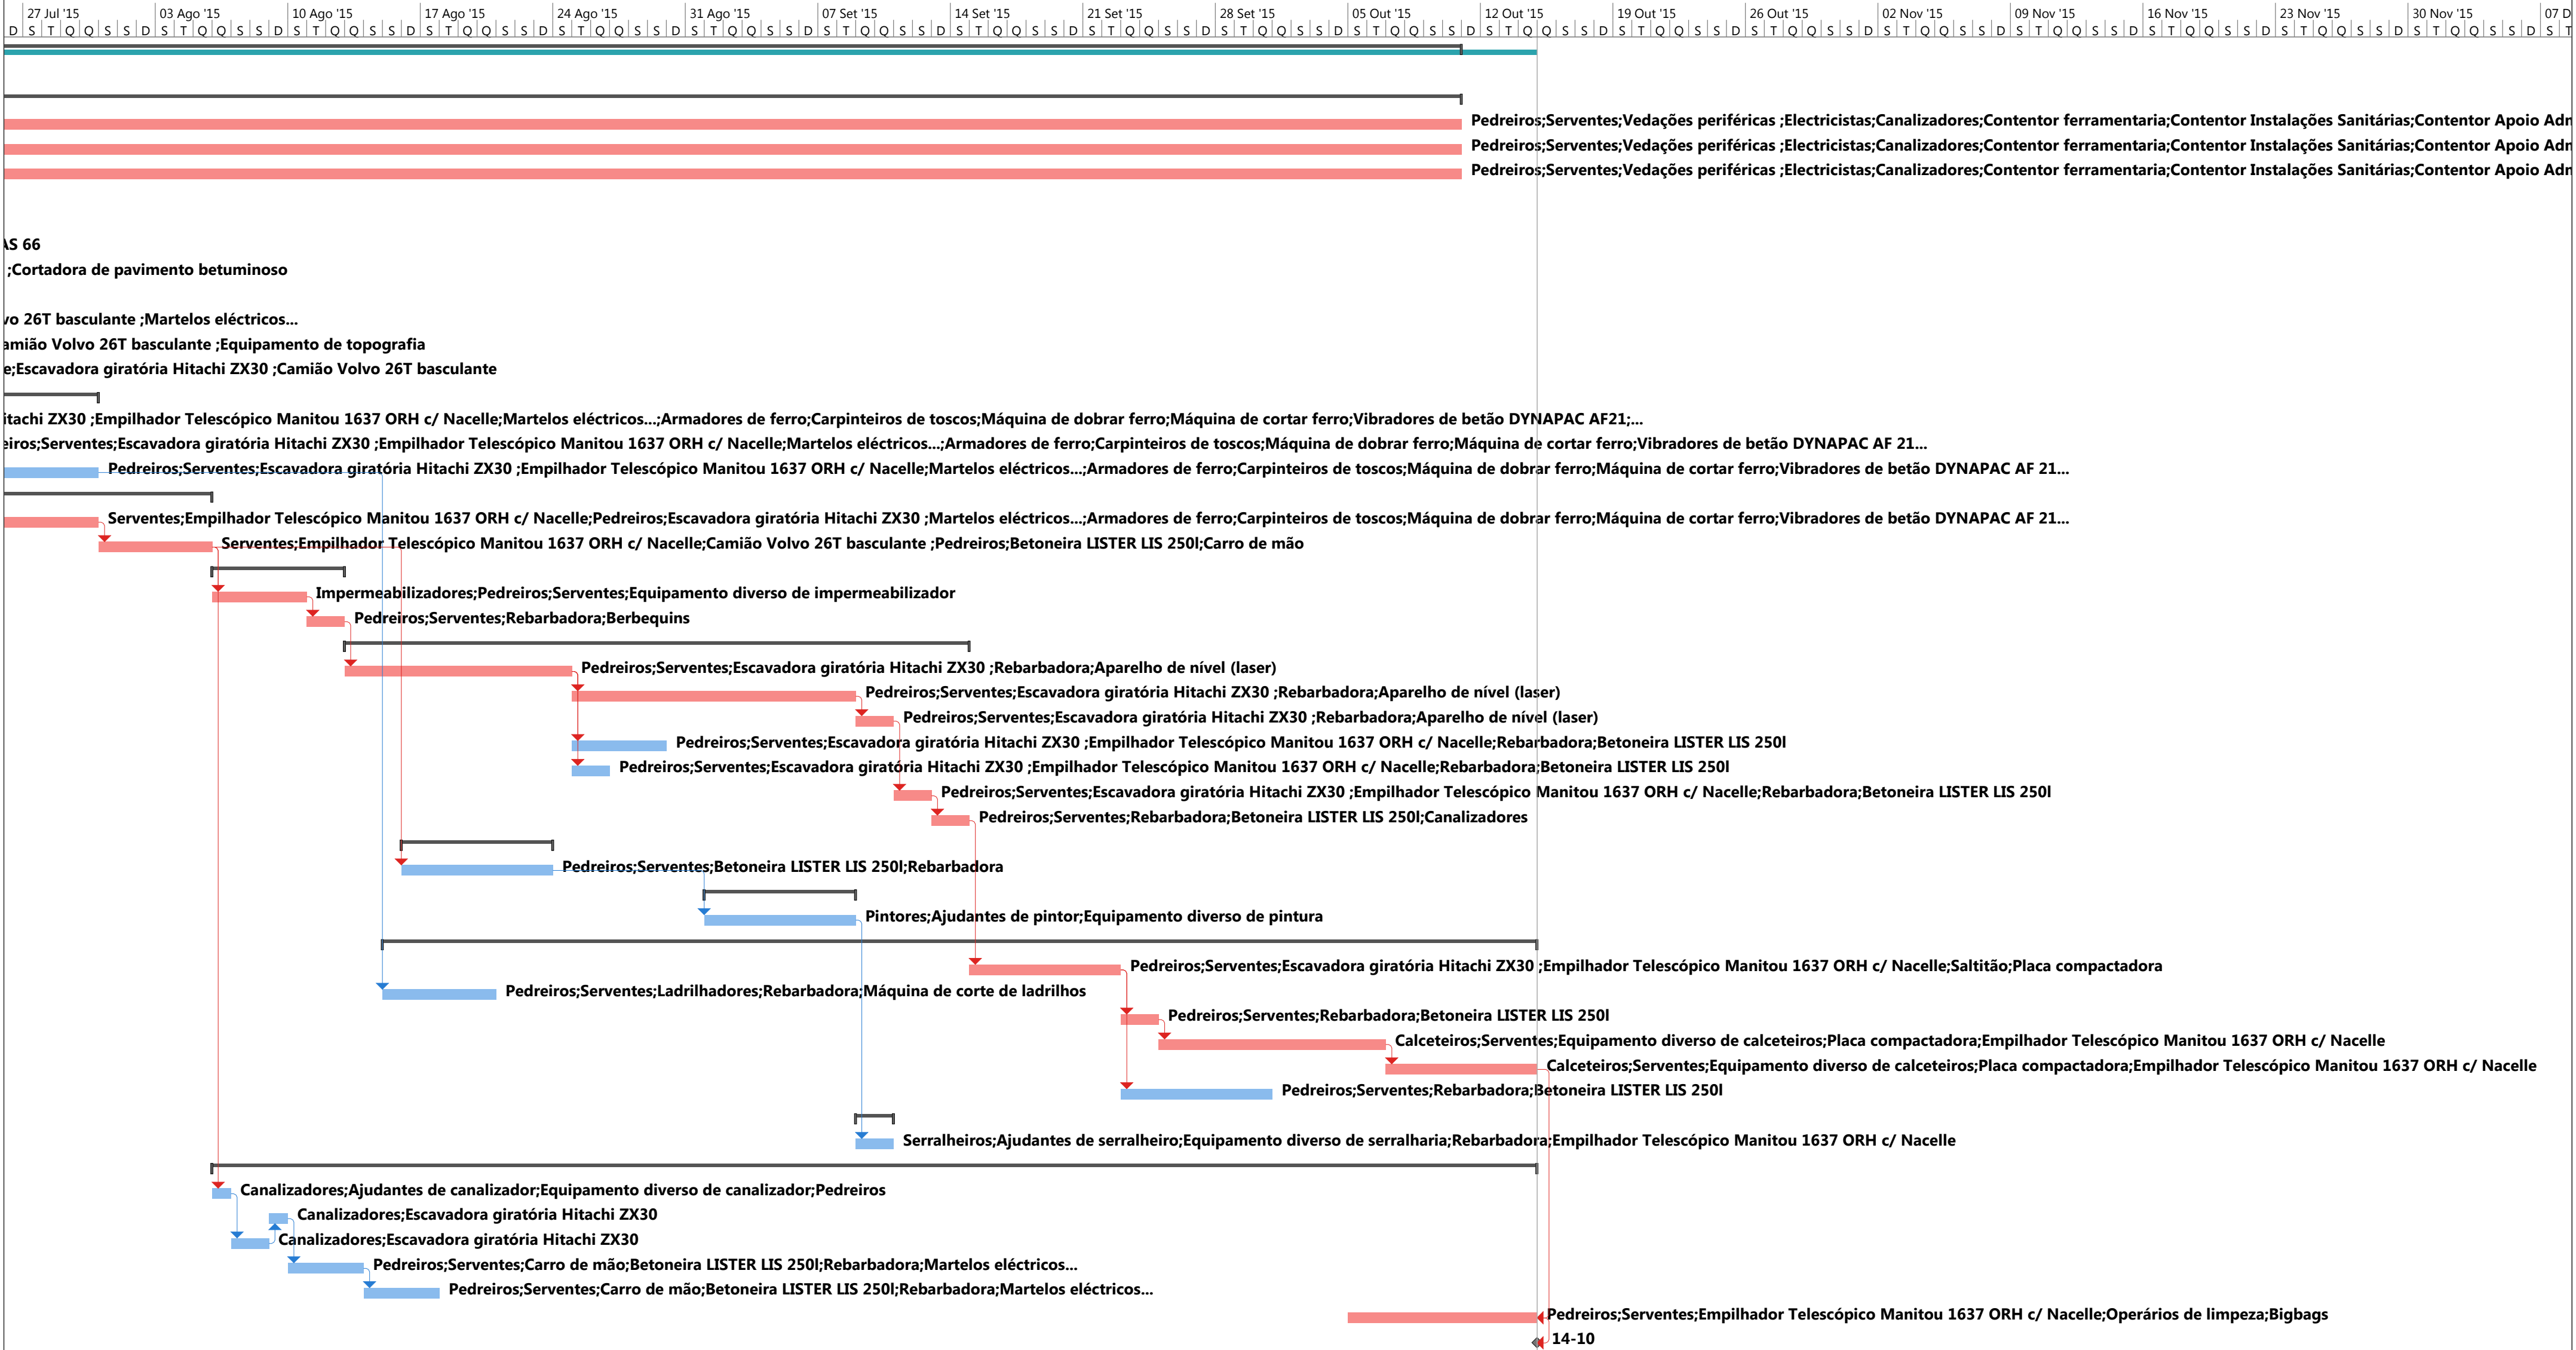 27 Jul '15 03 Ago '15 10 Ago '15 17 Ago '15 24 Ago '15 31 Ago '15 07 Set '15 14 Set '15 21 Set '15 28 Set '15 05 Out '15 12 Out '15 19 Out '15 26 Out '15 02 Nov '15 09 Nov '15 16 Nov '15 23 Nov '15 30 Nov '15 07 D
D S T Q Q S S D S T Q Q S S D S T Q Q S S D S T Q Q S S D S T Q Q S S D S T Q Q S S D S T Q Q S S D S T Q Q S S D S T Q Q S S D S T Q Q S S D S T Q Q S S D S T Q Q S S D S T Q Q S S D S T Q Q S S D S T Q Q S S D S T Q Q S S D S T Q Q S S D S T Q Q S S D S T Q Q S S D S T
Pedreiros;Serventes;Vedações periféricas ;Electricistas;Canalizadores;Contentor ferramentaria;Contentor Instalações Sanitárias;Contentor Apoio Adm
Pedreiros;Serventes;Vedações periféricas ;Electricistas;Canalizadores;Contentor ferramentaria;Contentor Instalações Sanitárias;Contentor Apoio Adm
Pedreiros;Serventes;Vedações periféricas ;Electricistas;Canalizadores;Contentor ferramentaria;Contentor Instalações Sanitárias;Contentor Apoio Adm
AS 66
;Cortadora de pavimento betuminoso
vo 26T basculante ;Martelos eléctricos...
amião Volvo 26T basculante ;Equipamento de topografia
e;Escavadora giratória Hitachi ZX30 ;Camião Volvo 26T basculante
itachi ZX30 ;Empilhador Telescópico Manitou 1637 ORH c/ Nacelle;Martelos eléctricos...;Armadores de ferro;Carpinteiros de toscos;Máquina de dobrar ferro;Máquina de cortar ferro;Vibradores de betão DYNAPAC AF21;...
eiros;Serventes;Escavadora giratória Hitachi ZX30 ;Empilhador Telescópico Manitou 1637 ORH c/ Nacelle;Martelos eléctricos...;Armadores de ferro;Carpinteiros de toscos;Máquina de dobrar ferro;Máquina de cortar ferro;Vibradores de betão DYNAPAC AF 21...
Pedreiros;Serventes;Escavadora giratória Hitachi ZX30 ;Empilhador Telescópico Manitou 1637 ORH c/ Nacelle;Martelos eléctricos...;Armadores de ferro;Carpinteiros de toscos;Máquina de dobrar ferro;Máquina de cortar ferro;Vibradores de betão DYNAPAC AF 21...
Serventes;Empilhador Telescópico Manitou 1637 ORH c/ Nacelle;Pedreiros;Escavadora giratória Hitachi ZX30 ;Martelos eléctricos...;Armadores de ferro;Carpinteiros de toscos;Máquina de dobrar ferro;Máquina de cortar ferro;Vibradores de betão DYNAPAC AF 21...
Serventes;Empilhador Telescópico Manitou 1637 ORH c/ Nacelle;Camião Volvo 26T basculante ;Pedreiros;Betoneira LISTER LIS 250l;Carro de mão
Impermeabilizadores;Pedreiros;Serventes;Equipamento diverso de impermeabilizador
Pedreiros;Serventes;Rebarbadora;Berbequins
Pedreiros;Serventes;Escavadora giratória Hitachi ZX30 ;Rebarbadora;Aparelho de nível (laser)
Pedreiros;Serventes;Escavadora giratória Hitachi ZX30 ;Rebarbadora;Aparelho de nível (laser)
Pedreiros;Serventes;Escavadora giratória Hitachi ZX30 ;Rebarbadora;Aparelho de nível (laser)
Pedreiros;Serventes;Escavadora giratória Hitachi ZX30 ;Empilhador Telescópico Manitou 1637 ORH c/ Nacelle;Rebarbadora;Betoneira LISTER LIS 250l
Pedreiros;Serventes;Escavadora giratória Hitachi ZX30 ;Empilhador Telescópico Manitou 1637 ORH c/ Nacelle;Rebarbadora;Betoneira LISTER LIS 250l
Pedreiros;Serventes;Escavadora giratória Hitachi ZX30 ;Empilhador Telescópico Manitou 1637 ORH c/ Nacelle;Rebarbadora;Betoneira LISTER LIS 250l
Pedreiros;Serventes;Rebarbadora;Betoneira LISTER LIS 250l;Canalizadores
Pedreiros;Serventes;Betoneira LISTER LIS 250l;Rebarbadora
Pintores;Ajudantes de pintor;Equipamento diverso de pintura
Pedreiros;Serventes;Escavadora giratória Hitachi ZX30 ;Empilhador Telescópico Manitou 1637 ORH c/ Nacelle;Saltitão;Placa compactadora
Pedreiros;Serventes;Ladrilhadores;Rebarbadora;Máquina de corte de ladrilhos
Pedreiros;Serventes;Rebarbadora;Betoneira LISTER LIS 250l
Calceteiros;Serventes;Equipamento diverso de calceteiros;Placa compactadora;Empilhador Telescópico Manitou 1637 ORH c/ Nacelle
Calceteiros;Serventes;Equipamento diverso de calceteiros;Placa compactadora;Empilhador Telescópico Manitou 1637 ORH c/ Nacelle
Pedreiros;Serventes;Rebarbadora;Betoneira LISTER LIS 250l
Serralheiros;Ajudantes de serralheiro;Equipamento diverso de serralharia;Rebarbadora;Empilhador Telescópico Manitou 1637 ORH c/ Nacelle
Canalizadores;Ajudantes de canalizador;Equipamento diverso de canalizador;Pedreiros
Canalizadores;Escavadora giratória Hitachi ZX30
Canalizadores;Escavadora giratória Hitachi ZX30
Pedreiros;Serventes;Carro de mão;Betoneira LISTER LIS 250l;Rebarbadora;Martelos eléctricos...
Pedreiros;Serventes;Carro de mão;Betoneira LISTER LIS 250l;Rebarbadora;Martelos eléctricos...
Pedreiros;Serventes;Empilhador Telescópico Manitou 1637 ORH c/ Nacelle;Operários de limpeza;Bigbags
14-10